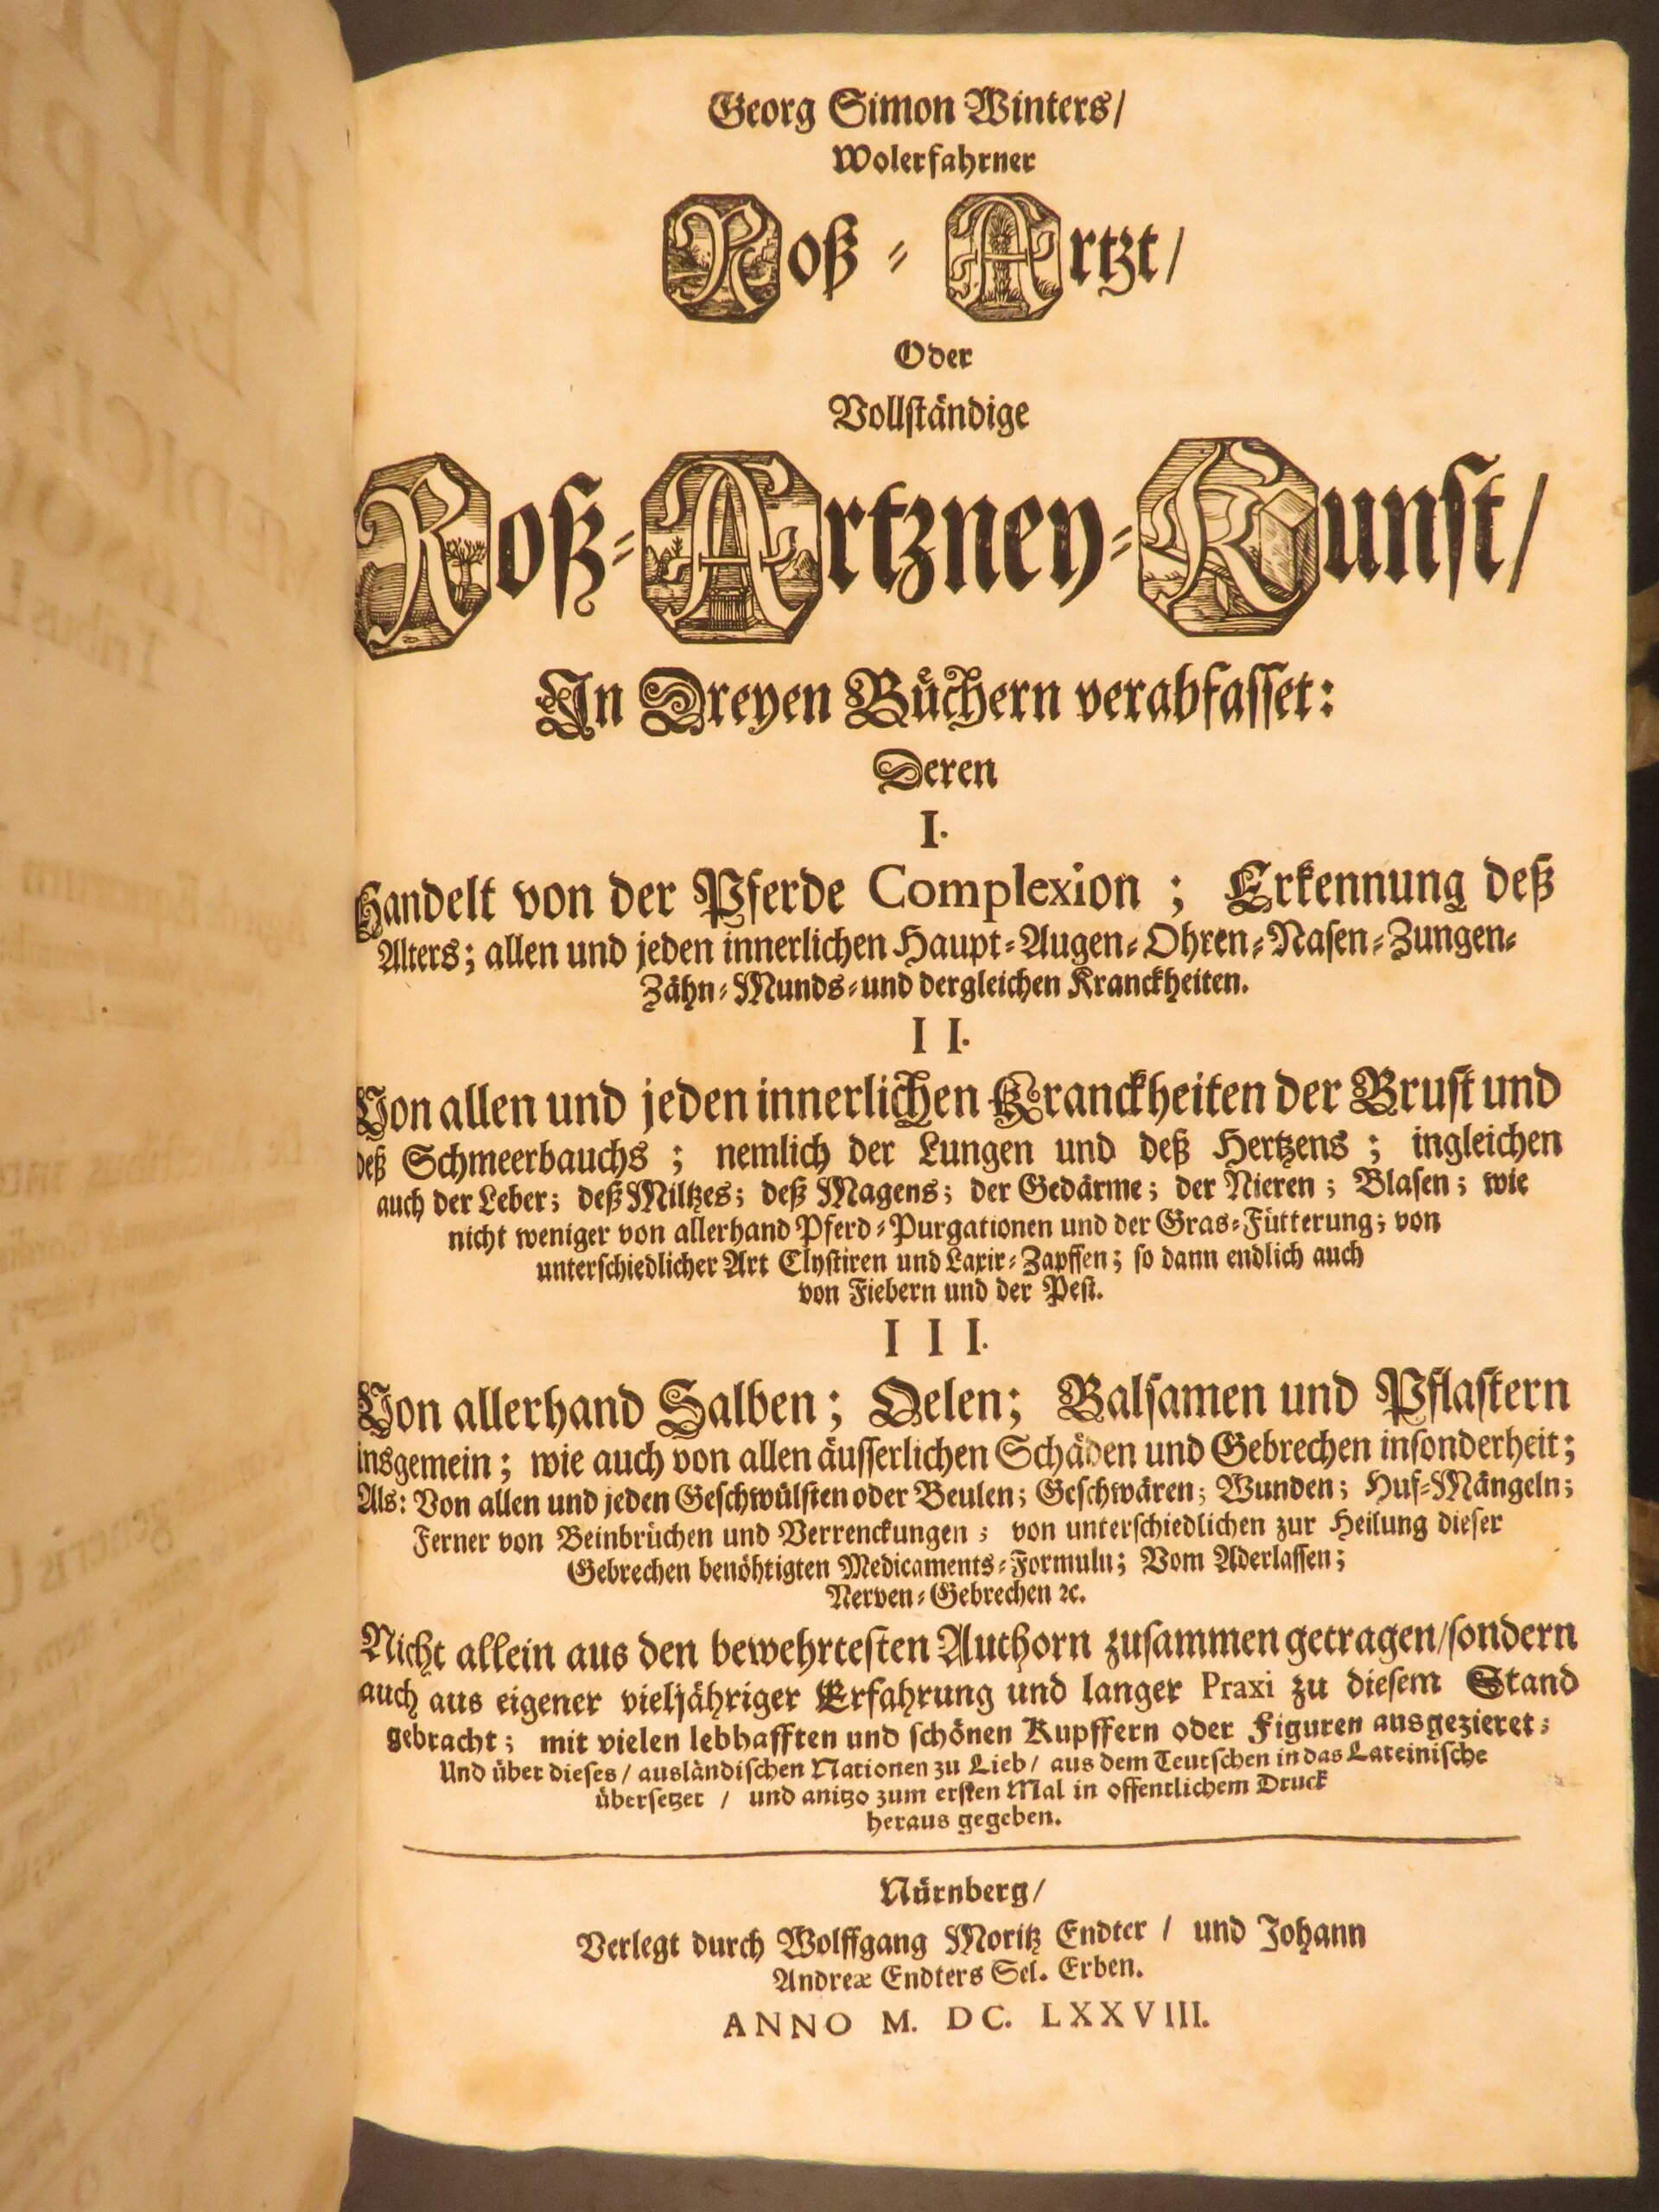 Georg Simon Winters/
Wolerfahrner
Roß-Artzt/
Oder
Vollständige
Roß-Artzney-Kunst/
In Dreyen Büchern verabfasset:
Deren
I.
Handelt von der Pferde Complexion; Erkennung deß
Alters; allen und jeden innerlichen Haupt-Augen-Ohren-Nasen-Zungen-
Zähn-Munds-und dergleichen Kranckheiten.
II.
Von allen und jeden innerlichen Kranckheiten der Brust und
deß Schmeerbauchs; nemlich der Lungen und deß Hertzens; ingleichen
auch der Leber; deß Miltzes; deß Magens; der Gedärme; der Nieren; Blasen; wie
nicht weniger von allerhand Pferd-Purgationen und der Gras-Fütterung; von
unterschiedlicher Art Clystiren und Laxir-Zapffen; so dann endlich auch
von Fiebern und der Pest.
III.
Von allerhand Salben; Oelen; Balsamen und Pflastern
insgemein; wie auch von allen äusserlichen Schäden und Gebrechen insonderheit;
Als: Von allen und jeden Geschwülsten oder Beulen; Geschwären; Wunden; Huf-Mängeln;
Ferner von Beinbrüchen und Verrenckungen; von unterschiedlichen zur Heilung dieser
Gebrechen benöhtigten Medicaments-Formuln; Vom Aderlassen;
Nerven-Gebrechen ꝛc.
Nicht allein aus den bewehrtesten Authorn zusammen getragen/sondern
auch aus eigener vieljähriger Erfahrung und langer Praxi zu diesem Stand
gebracht; mit vielen lebhafften und schönen Kupffern oder Figuren ausgezieret;
Und über dieses/ ausländischen Nationen zu Lieb/ aus dem Teutschen in das Lateinische
übersetzet/ und anitzo zum ersten Mal in offentlichem Druck
heraus gegeben.
Nürnberg/
Verlegt durch Wolffgang Moritz Endter/ und Johann
Andreæ Endters Sel. Erben.
ANNO M. DC. LXXVIII.